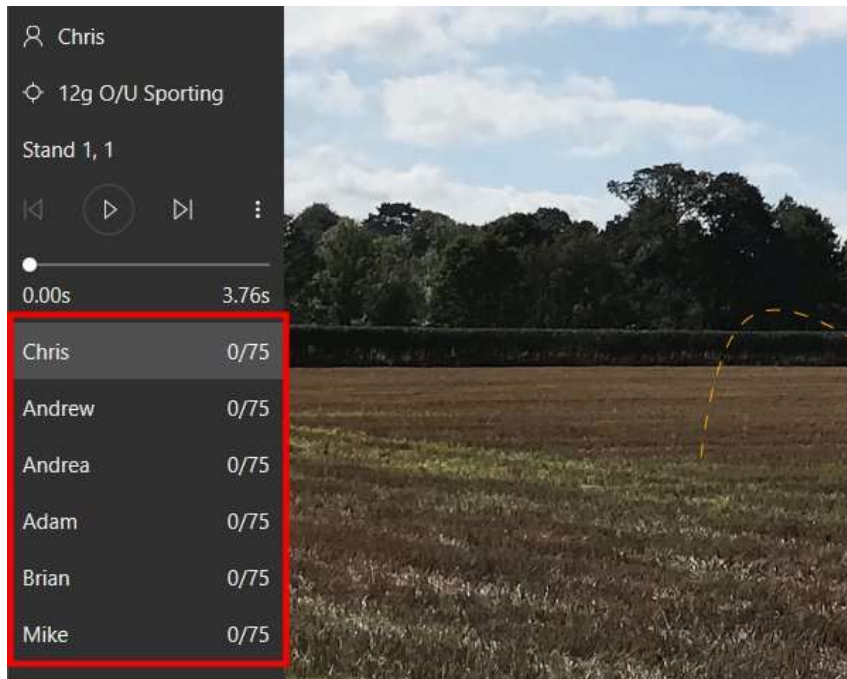 Chris
12g O/U Sporting
Stand 1, 1
0.00s 3.76s
Chris 0/75
Andrew 0/75
Andrea 0/75
Adam 0/75
Brian 0/75
Mike 0/75